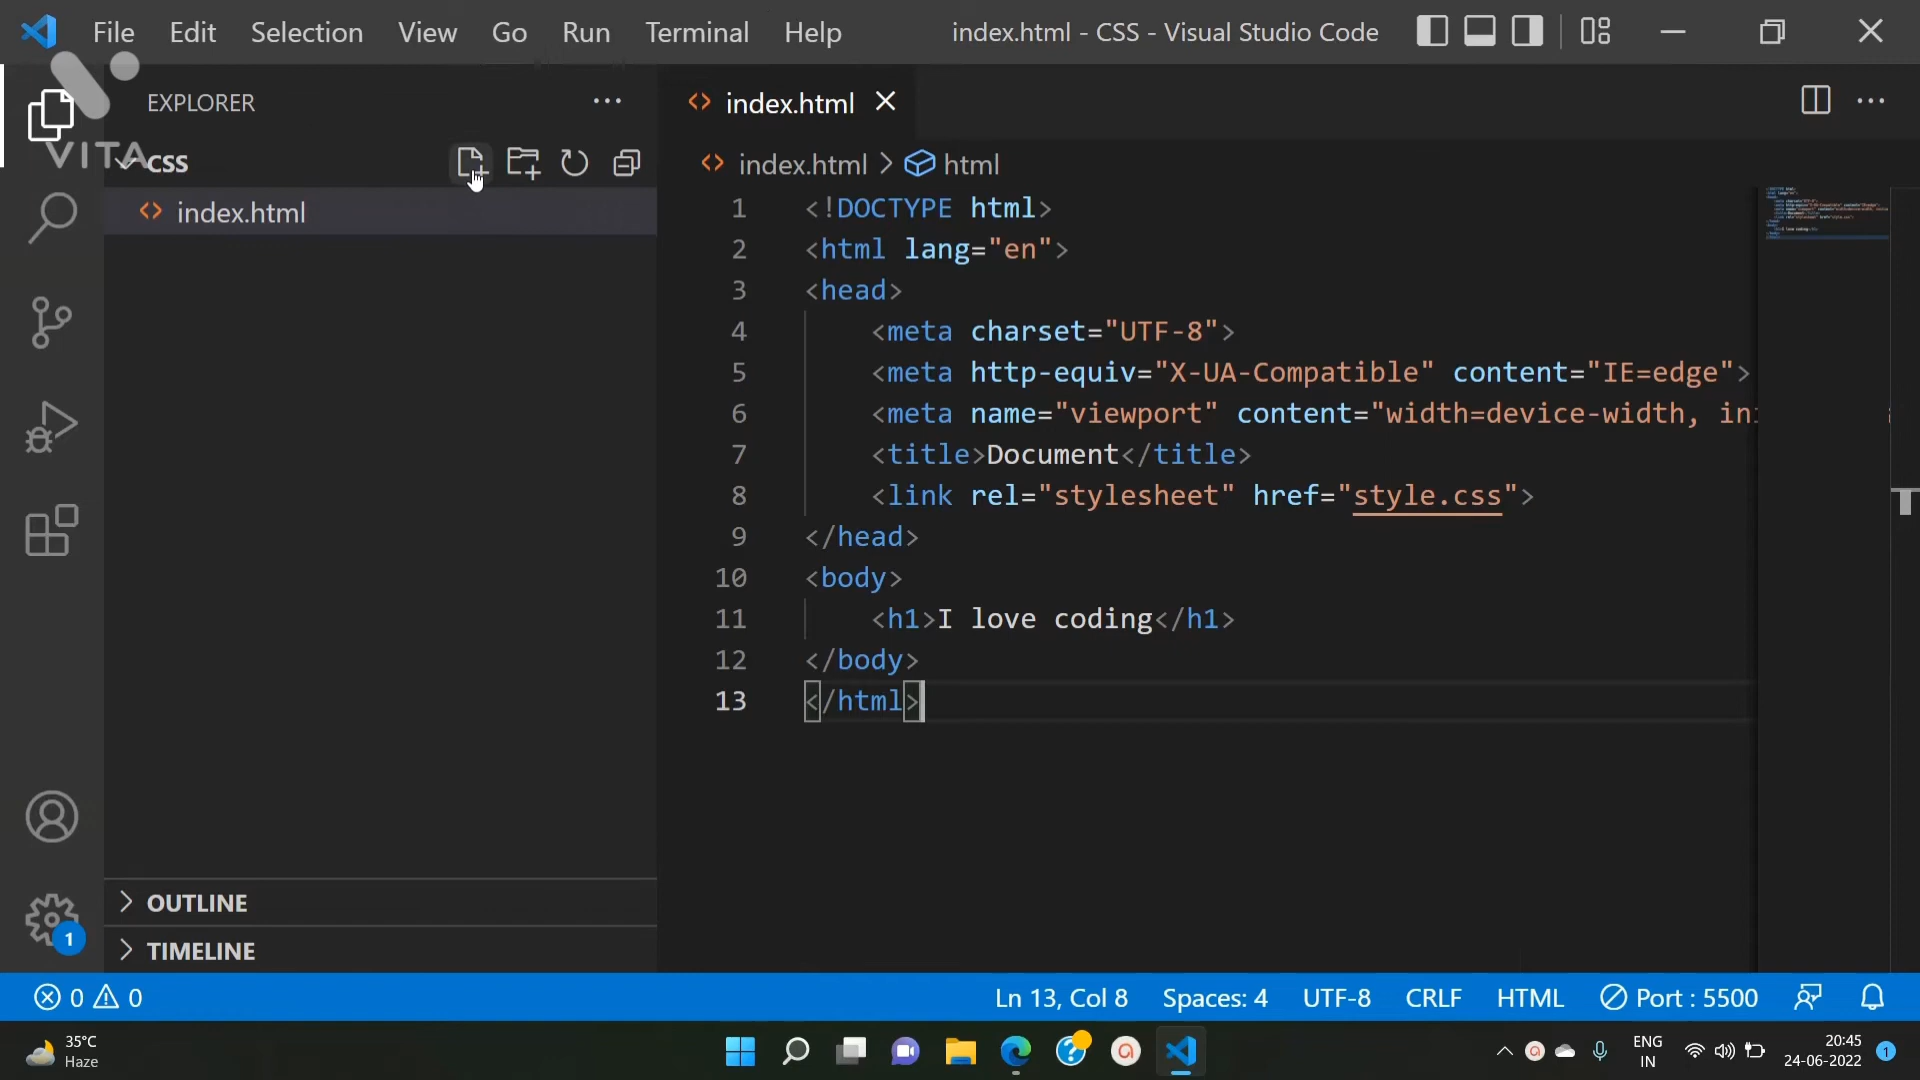 File Edit Selection View Go Run Terminal Help
index.html - CSS - Visual Studio Code
VITA
EXPLORER
CSS
index.html
index.html
index.html > html
1 <!DOCTYPE html>
2 <html lang="en">
3 <head>
4 <meta charset="UTF-8">
5 <meta http-equiv="X-UA-Compatible" content="IE=edge">
6 <meta name="viewport" content="width=device-width, ini
7 <title>Document</title>
8 <link rel="stylesheet" href="style.css">
9 </head>
10 <body>
11 <h1>I love coding</h1>
12 </body>
13 </html>
OUTLINE
TIMELINE
1
0 0
Ln 13, Col 8 Spaces: 4 UTF-8 CRLF HTML Port : 5500
35°C
Haze
ENG
IN
20:45
24-06-2022
1